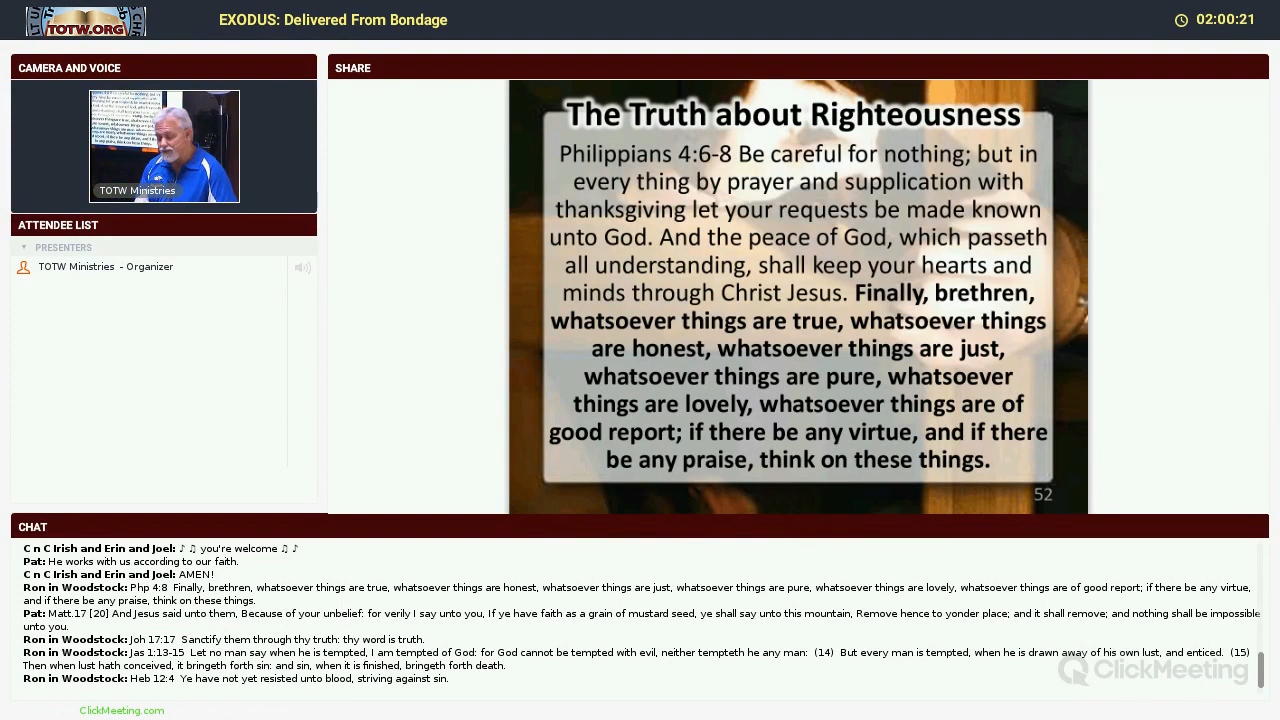 TOTW.ORG
EXODUS: Delivered From Bondage
02:00:21
CAMERA AND VOICE
TOTW Ministries
ATTENDEE LIST
PRESENTERS
TOTW Ministries - Organizer
SHARE
The Truth about Righteousness
Philippians 4:6-8 Be careful for nothing; but in
every thing by prayer and supplication with
thanksgiving let your requests be made known
unto God. And the peace of God, which passeth
all understanding, shall keep your hearts and
minds through Christ Jesus. Finally, brethren,
whatsoever things are true, whatsoever things
are honest, whatsoever things are just,
whatsoever things are pure, whatsoever
things are lovely, whatsoever things are of
good report; if there be any virtue, and if there
be any praise, think on these things.
52
CHAT
C n C Irish and Erin and Joel: ♪ ♫ you're welcome ♫ ♪
Pat: He works with us according to our faith.
C n C Irish and Erin and Joel: AMEN!
Ron in Woodstock: Php 4:8 Finally, brethren, whatsoever things are true, whatsoever things are honest, whatsoever things are just, whatsoever things are pure, whatsoever things are lovely, whatsoever things are of good report; if there be any virtue,
and if there be any praise, think on these things.
Pat: Matt.17 [20] And Jesus said unto them, Because of your unbelief: for verily I say unto you, If ye have faith as a grain of mustard seed, ye shall say unto this mountain, Remove hence to yonder place; and it shall remove; and nothing shall be impossible
unto you.
Ron in Woodstock: Joh 17:17 Sanctify them through thy truth: thy word is truth.
Ron in Woodstock: Jas 1:13-15 Let no man say when he is tempted, I am tempted of God: for God cannot be tempted with evil, neither tempteth he any man: (14) But every man is tempted, when he is drawn away of his own lust, and enticed. (15)
Then when lust hath conceived, it bringeth forth sin: and sin, when it is finished, bringeth forth death.
Ron in Woodstock: Heb 12:4 Ye have not yet resisted unto blood, striving against sin.
ClickMeeting
ClickMeeting.com